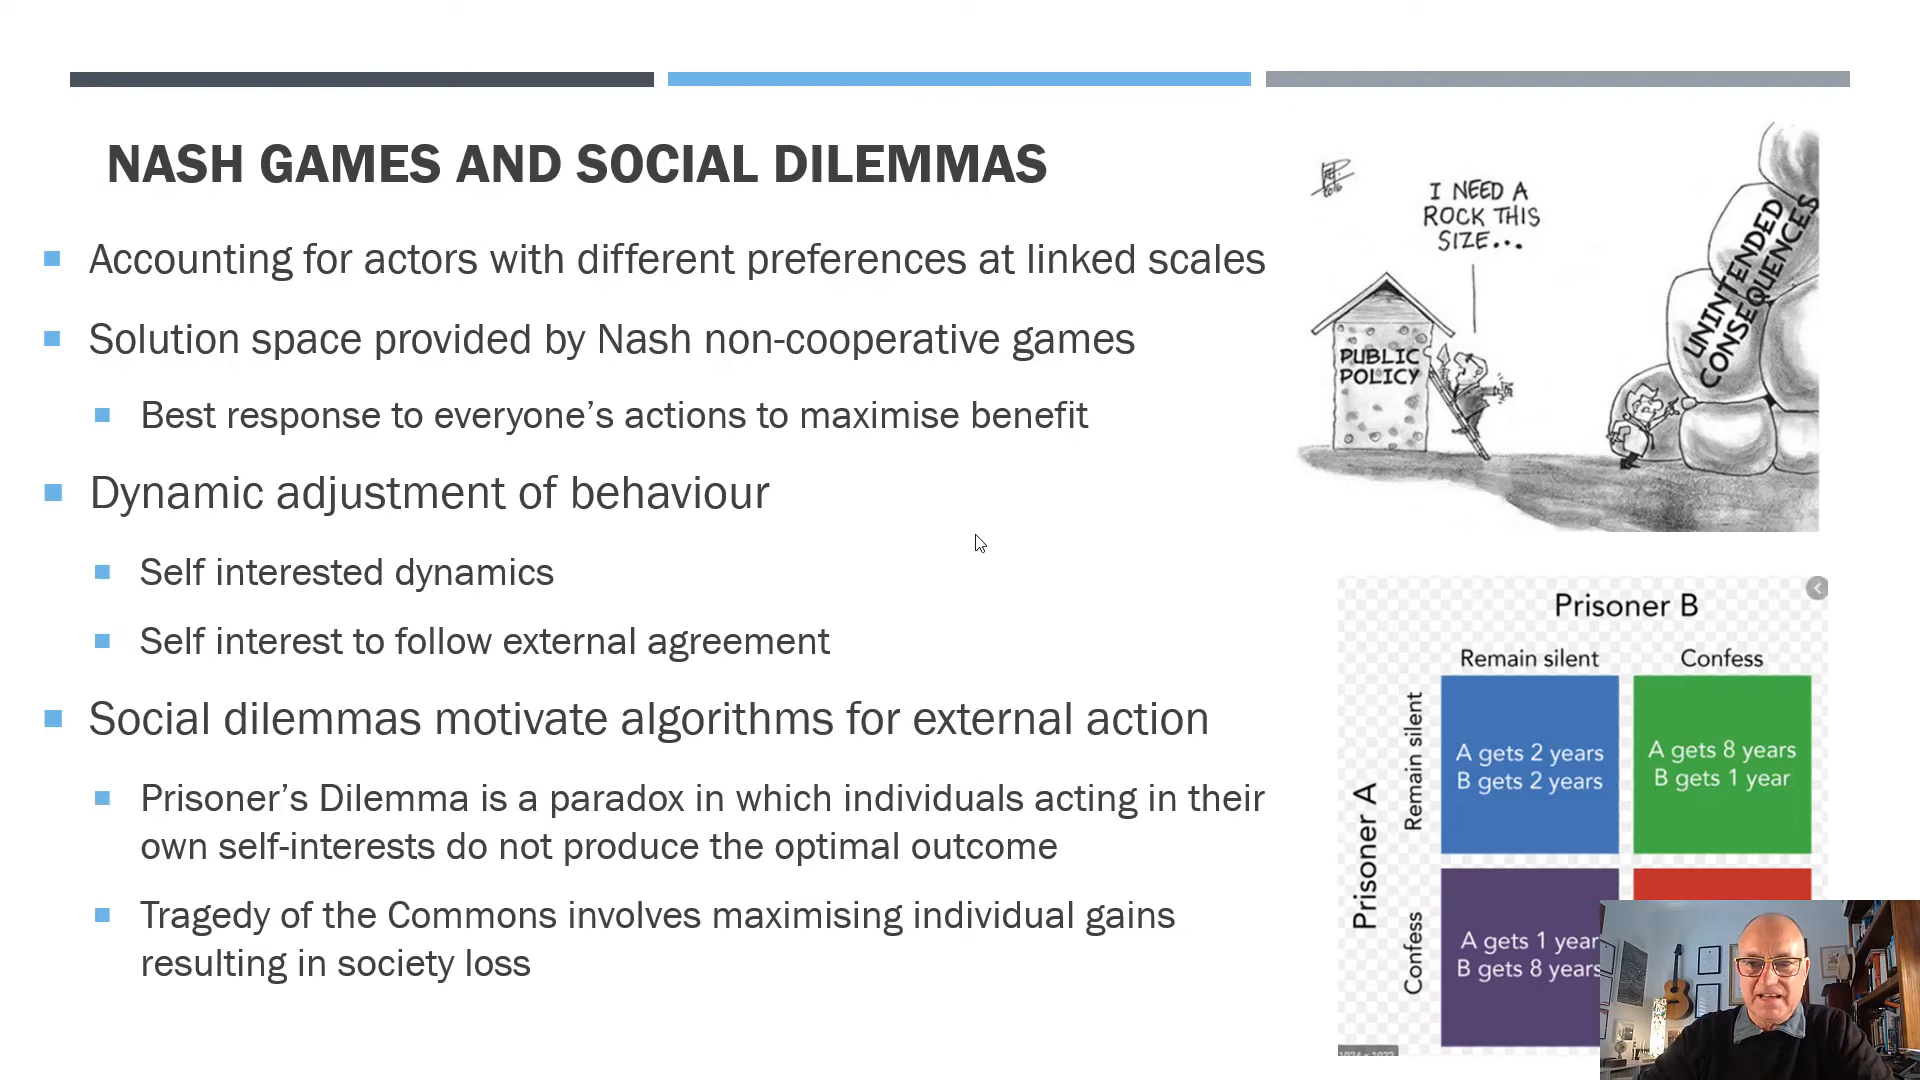 NASH GAMES AND SOCIAL DILEMMAS
Accounting for actors with different preferences at linked scales
Solution space provided by Nash non-cooperative games
Best response to everyone’s actions to maximise benefit
Dynamic adjustment of behaviour
Self interested dynamics
Self interest to follow external agreement
Social dilemmas motivate algorithms for external action
Prisoner’s Dilemma is a paradox in which individuals acting in their
own self-interests do not produce the optimal outcome
Tragedy of the Commons involves maximising individual gains
resulting in society loss
I NEED A
ROCK THIS
SIZE...
PUBLIC
POLICY
UNINTENDED
CONSEQUENCES
Prisoner B
Remain silent
Confess
Prisoner A
Remain silent
A gets 2 years
B gets 2 years
A gets 8 years
B gets 1 year
Confess
A gets 1 year
B gets 8 years